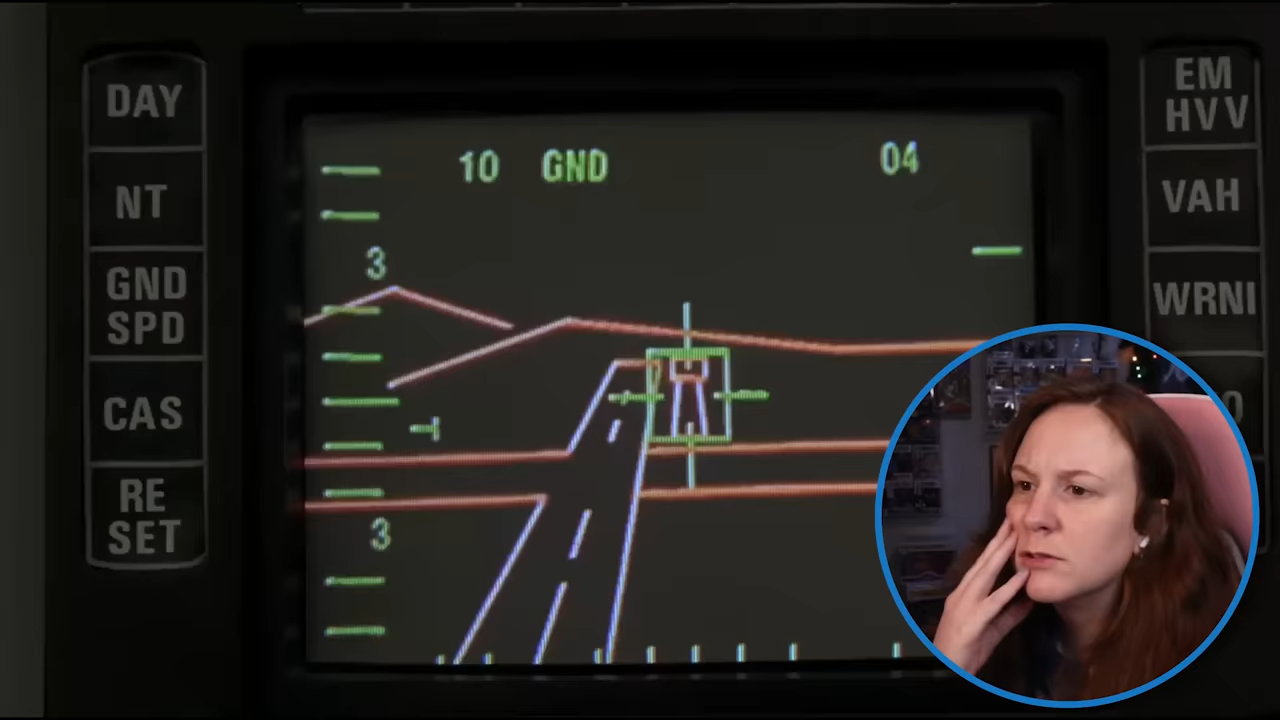 DAY
NT
GND
SPD
CAS
RE
SET
10 GND 04
3
3
EM
HVV
VAH
WRNI